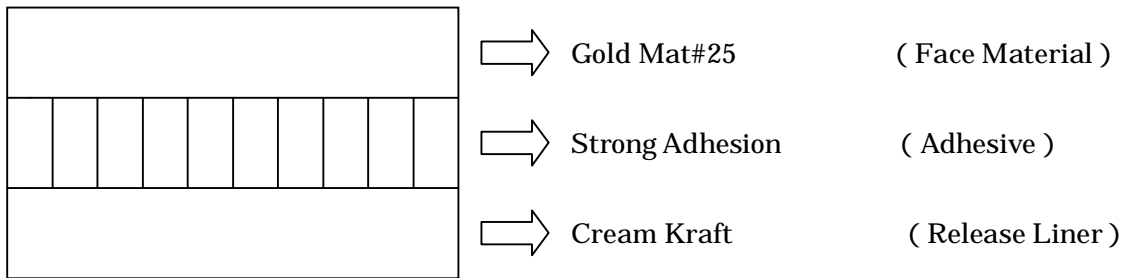 Gold Mat#25 ( Face Material )
Strong Adhesion ( Adhesive )
Cream Kraft ( Release Liner )